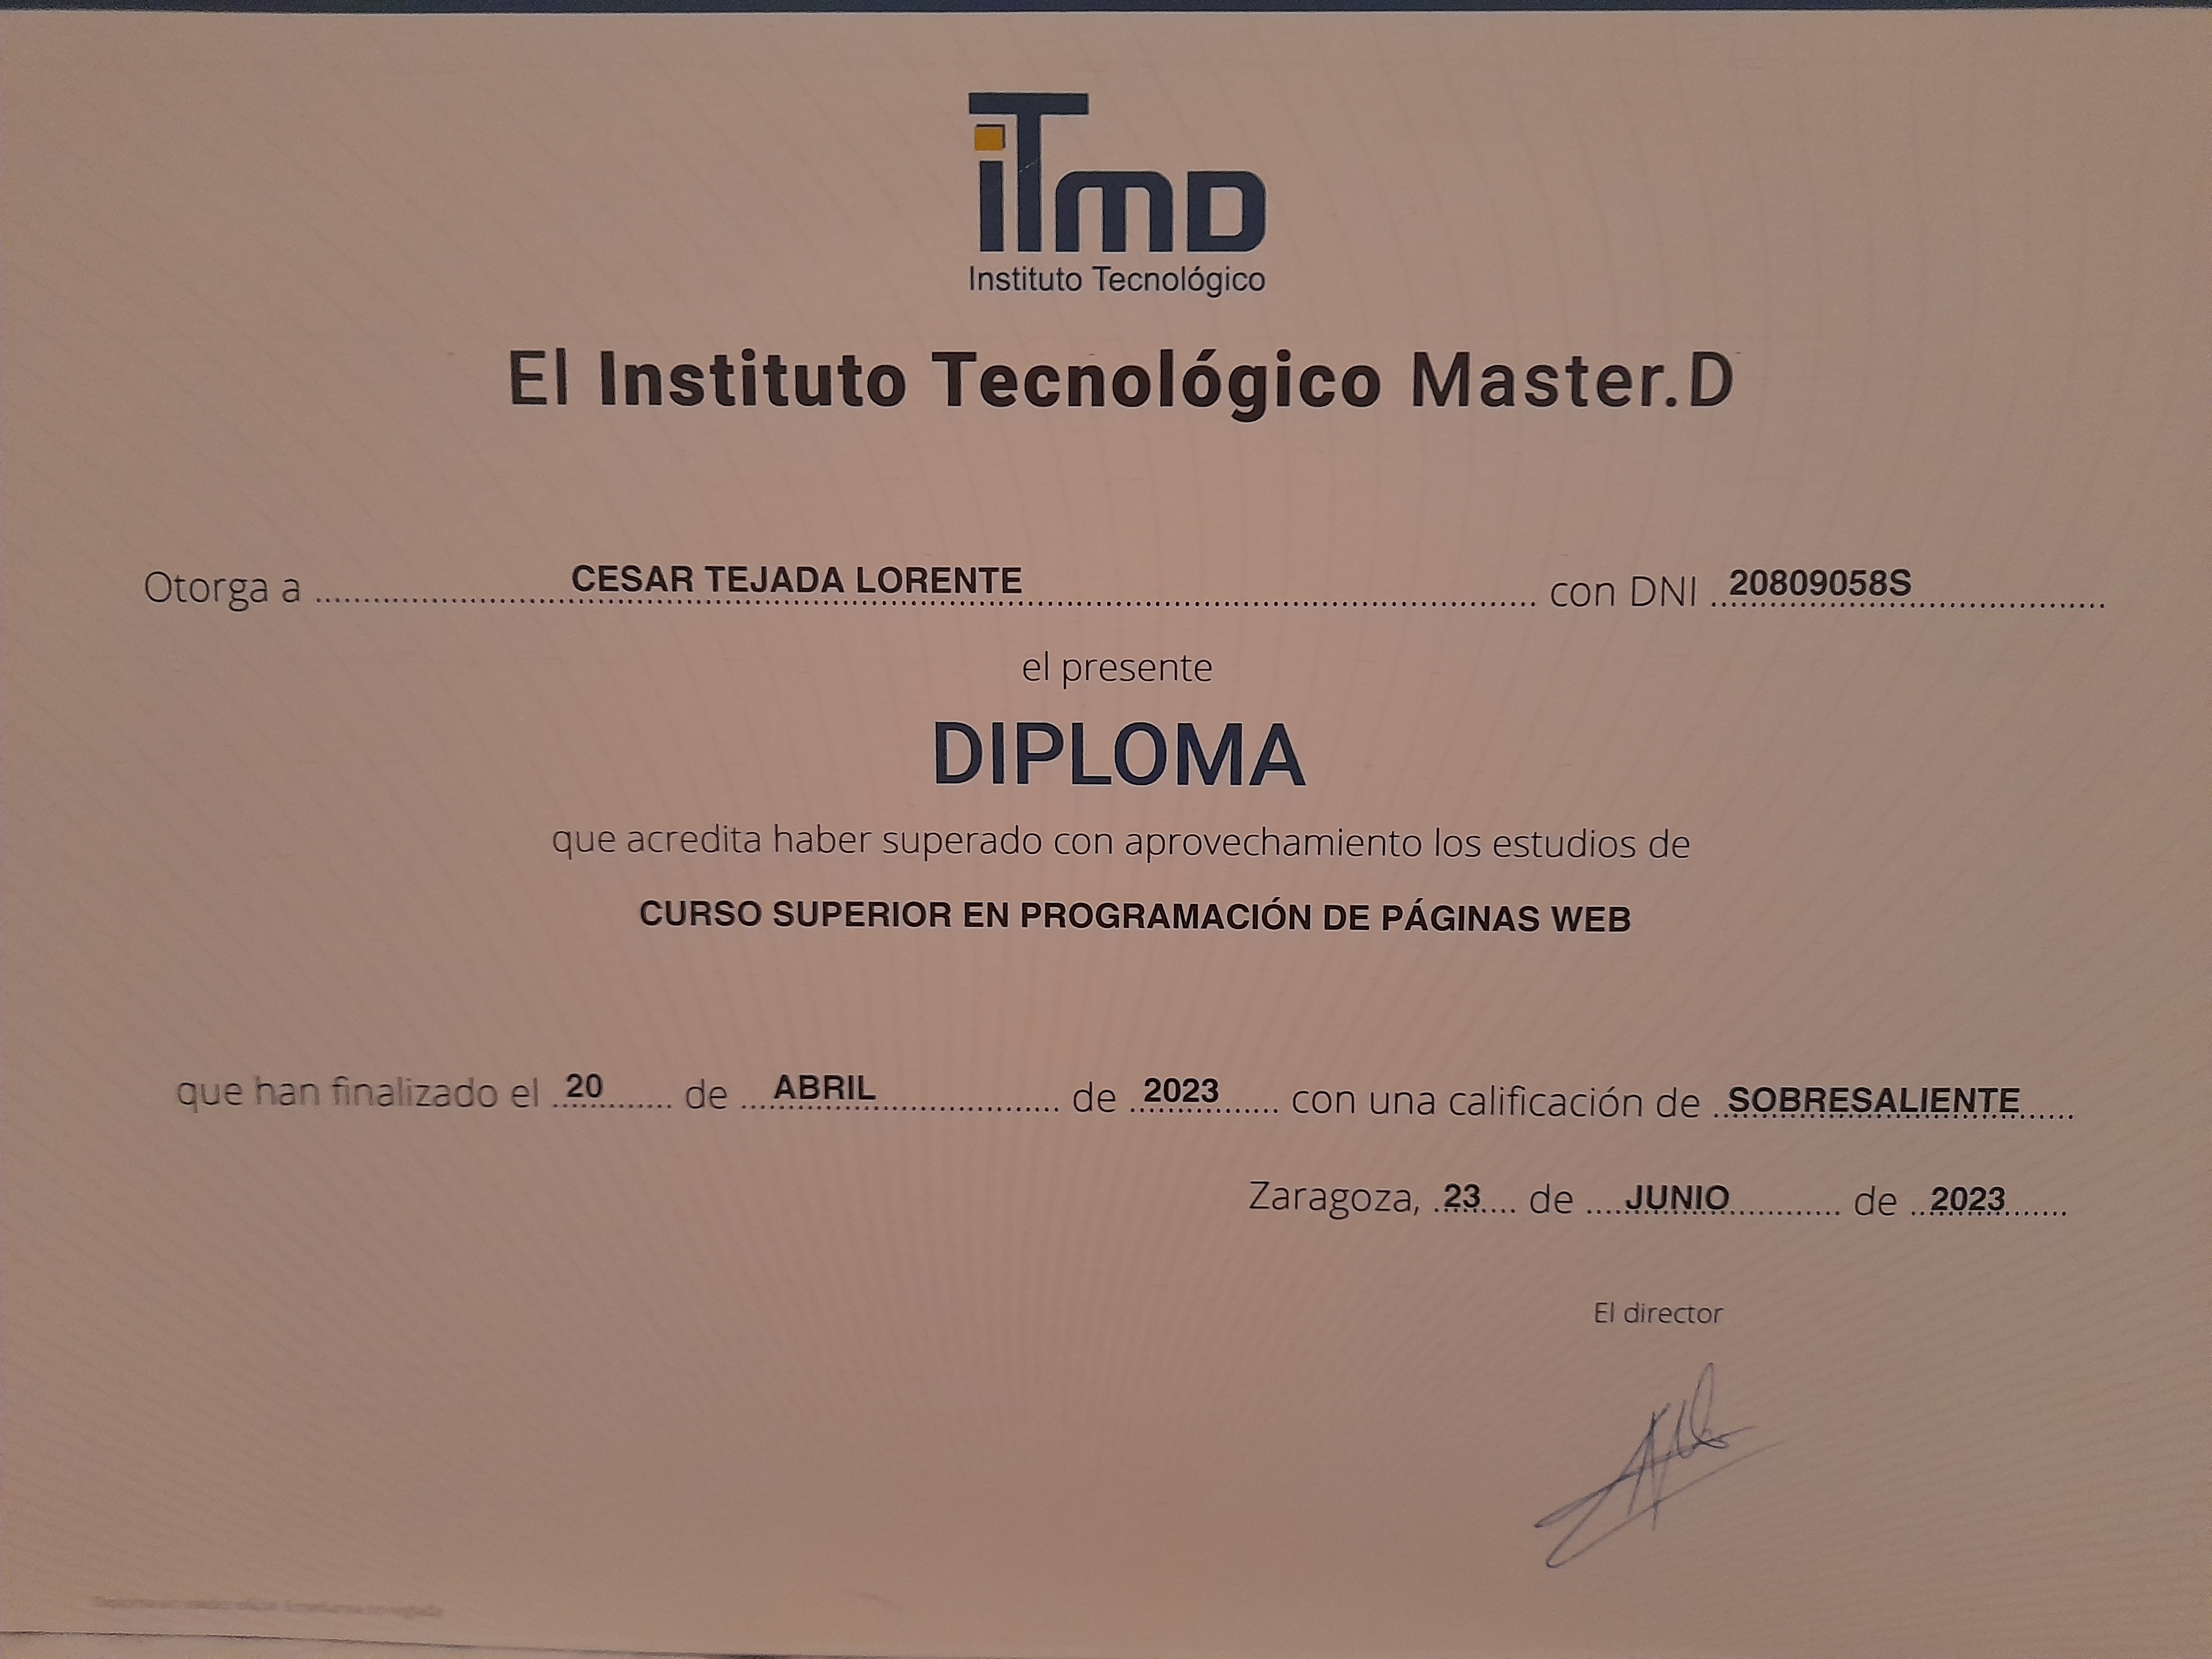 iTmD
Instituto Tecnológico
El Instituto Tecnológico Master.D
Otorga a CESAR TEJADA LORENTE con DNI 20809058S
el presente
DIPLOMA
que acredita haber superado con aprovechamiento los estudios de
CURSO SUPERIOR EN PROGRAMACIÓN DE PÁGINAS WEB
que han finalizado el 20 de ABRIL de 2023 con una calificación de SOBRESALIENTE
Zaragoza, 23 de JUNIO de 2023
El director